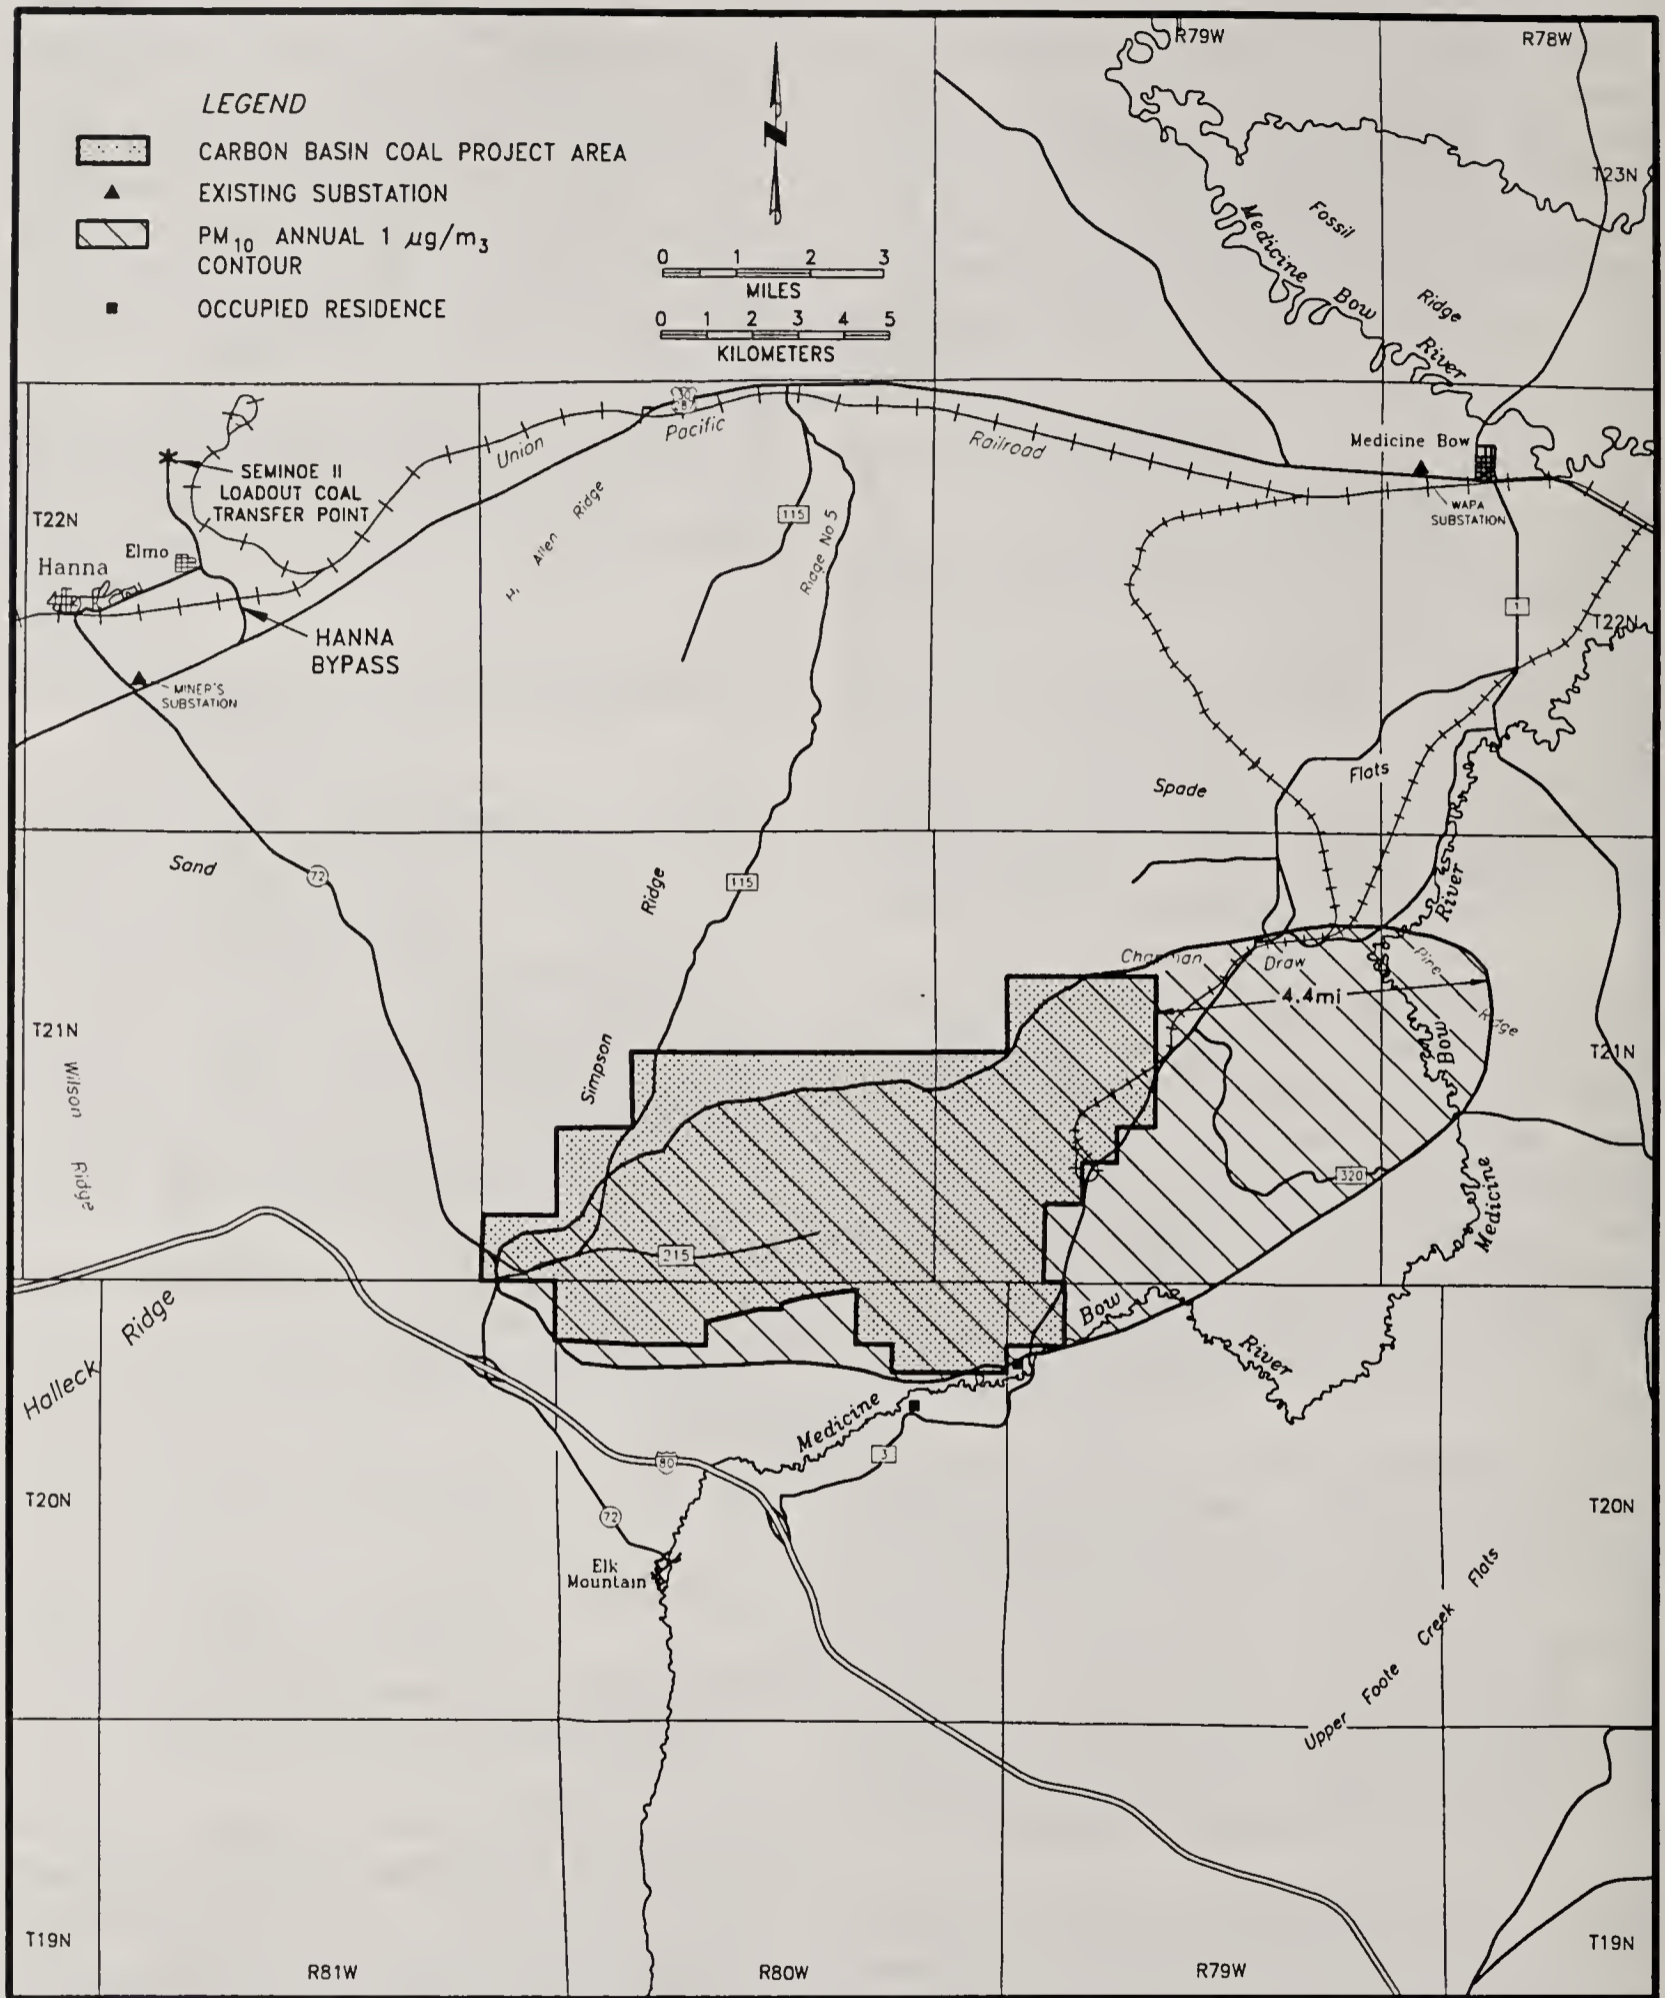 R79W
R78W
LEGEND
CARBON BASIN COAL PROJECT AREA
EXISTING SUBSTATION
PM10 ANNUAL 1 µg/m3
CONTOUR
OCCUPIED RESIDENCE
N
0 1 2 3
MILES
0 1 2 3 4 5
KILOMETERS
T23N
Fossil
Ridge
Medicine
Bow
River
30
87
Union
Pacific
Railroad
Medicine Bow
WAPA
SUBSTATION
SEMINOE II
LOADOUT COAL
TRANSFER POINT
T22N
Elmo
Hanna
HANNA
BYPASS
MINER'S
SUBSTATION
Allen
Ridge
115
Ridge No 5
1
T22N
Spade
Flats
Sand
72
Simpson
Ridge
115
River
Draw
Pine
Ridge
4.4mi
Bow
T21N
T21N
Wilson
Ridge
320
Medicine
215
Halleck
Ridge
Bow
River
Medicine
3
80
72
T20N
T20N
Elk
Mountain
Upper Foote Creek Flats
T19N
T19N
R81W
R80W
R79W